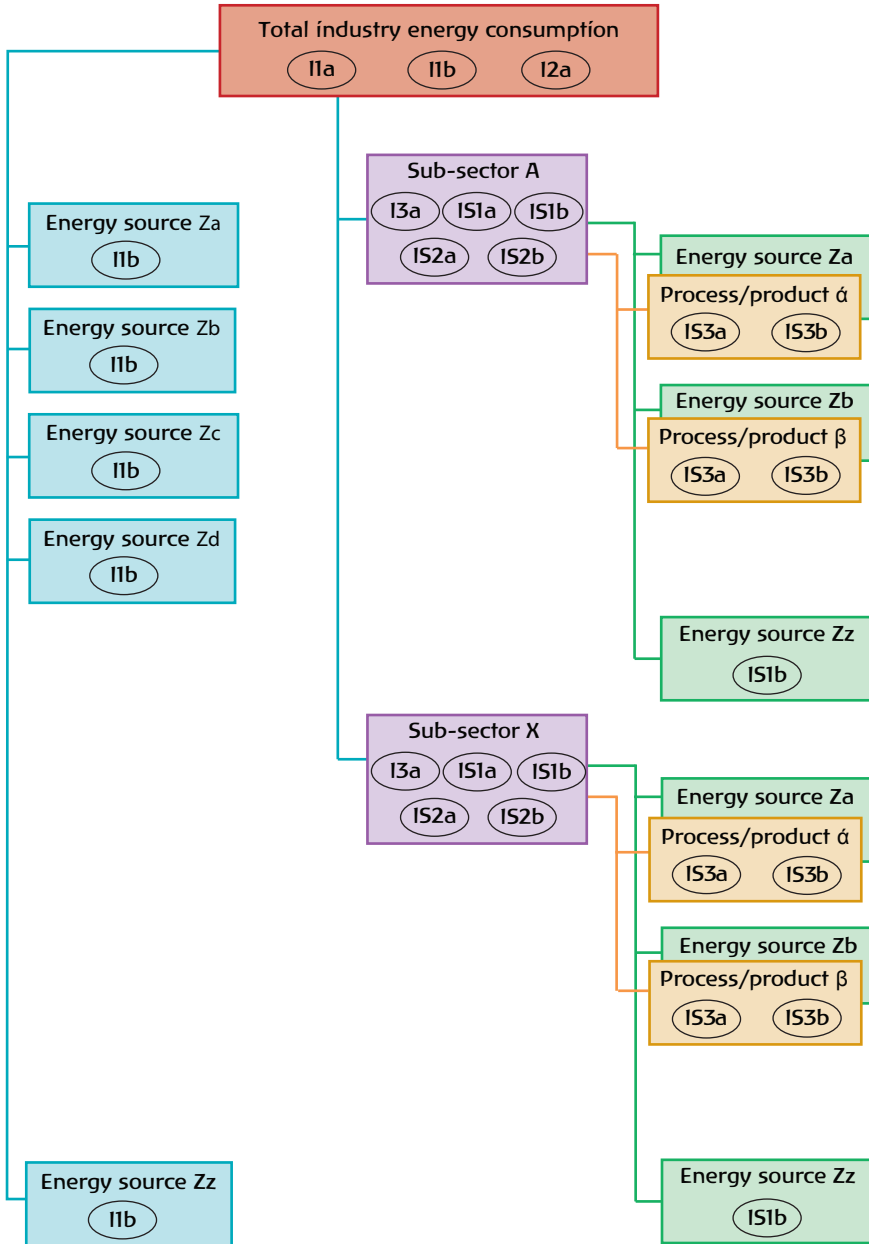 Total industry energy consumption
I1a I1b I2a
Energy source Za
I1b
Energy source Zb
I1b
Energy source Zc
I1b
Energy source Zd
I1b
Energy source Zz
I1b
Sub-sector A
I3a IS1a IS1b
IS2a IS2b
Energy source Za
Process/product ά
IS3a IS3b
Energy source Zb
Process/product β
IS3a IS3b
Energy source Zz
IS1b
Sub-sector X
I3a IS1a IS1b
IS2a IS2b
Energy source Za
Process/product ά
IS3a IS3b
Energy source Zb
Process/product β
IS3a IS3b
Energy source Zz
IS1b